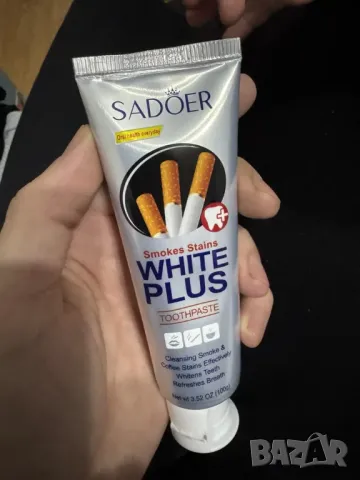 SADOER
Smokes Stains
WHITE
PLUS
TOOTHPASTE
Cleansing Smoke &
Coffee Stains Effectively
Whitens Teeth
Refreshes Breath
Net wt 3.52 OZ (100g)
BAZAR